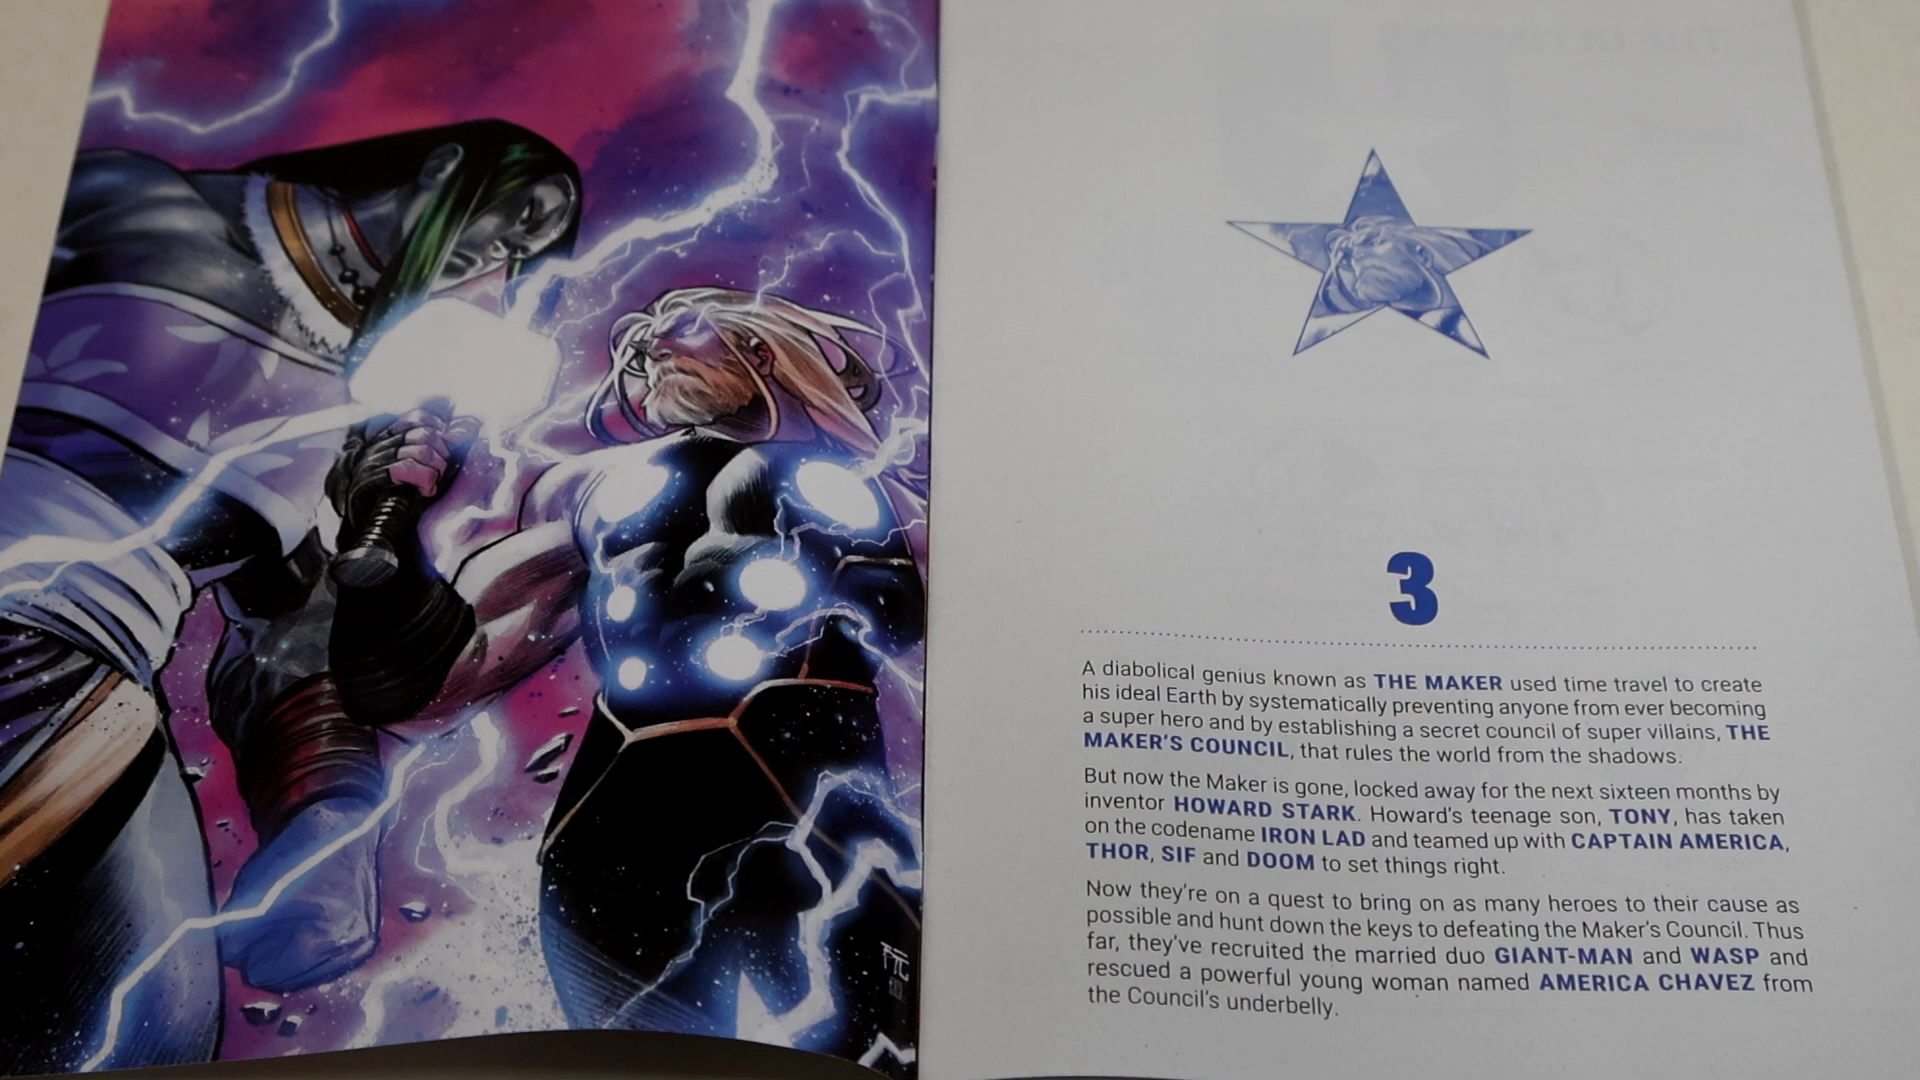 3
A diabolical genius known as THE MAKER used time travel to create
his ideal Earth by systematically preventing anyone from ever becoming
a super hero and by establishing a secret council of super villains, THE
MAKER'S COUNCIL, that rules the world from the shadows.
But now the Maker is gone, locked away for the next sixteen months by
inventor HOWARD STARK. Howard's teenage son, TONY, has taken
on the codename IRON LAD and teamed up with CAPTAIN AMERICA,
THOR, SIF and DOOM to set things right.
Now they're on a quest to bring on as many heroes to their cause as
possible and hunt down the keys to defeating the Maker's Council. Thus
far, they've recruited the married duo GIANT-MAN and WASP and
rescued a powerful young woman named AMERICA CHAVEZ from
the Council's underbelly.